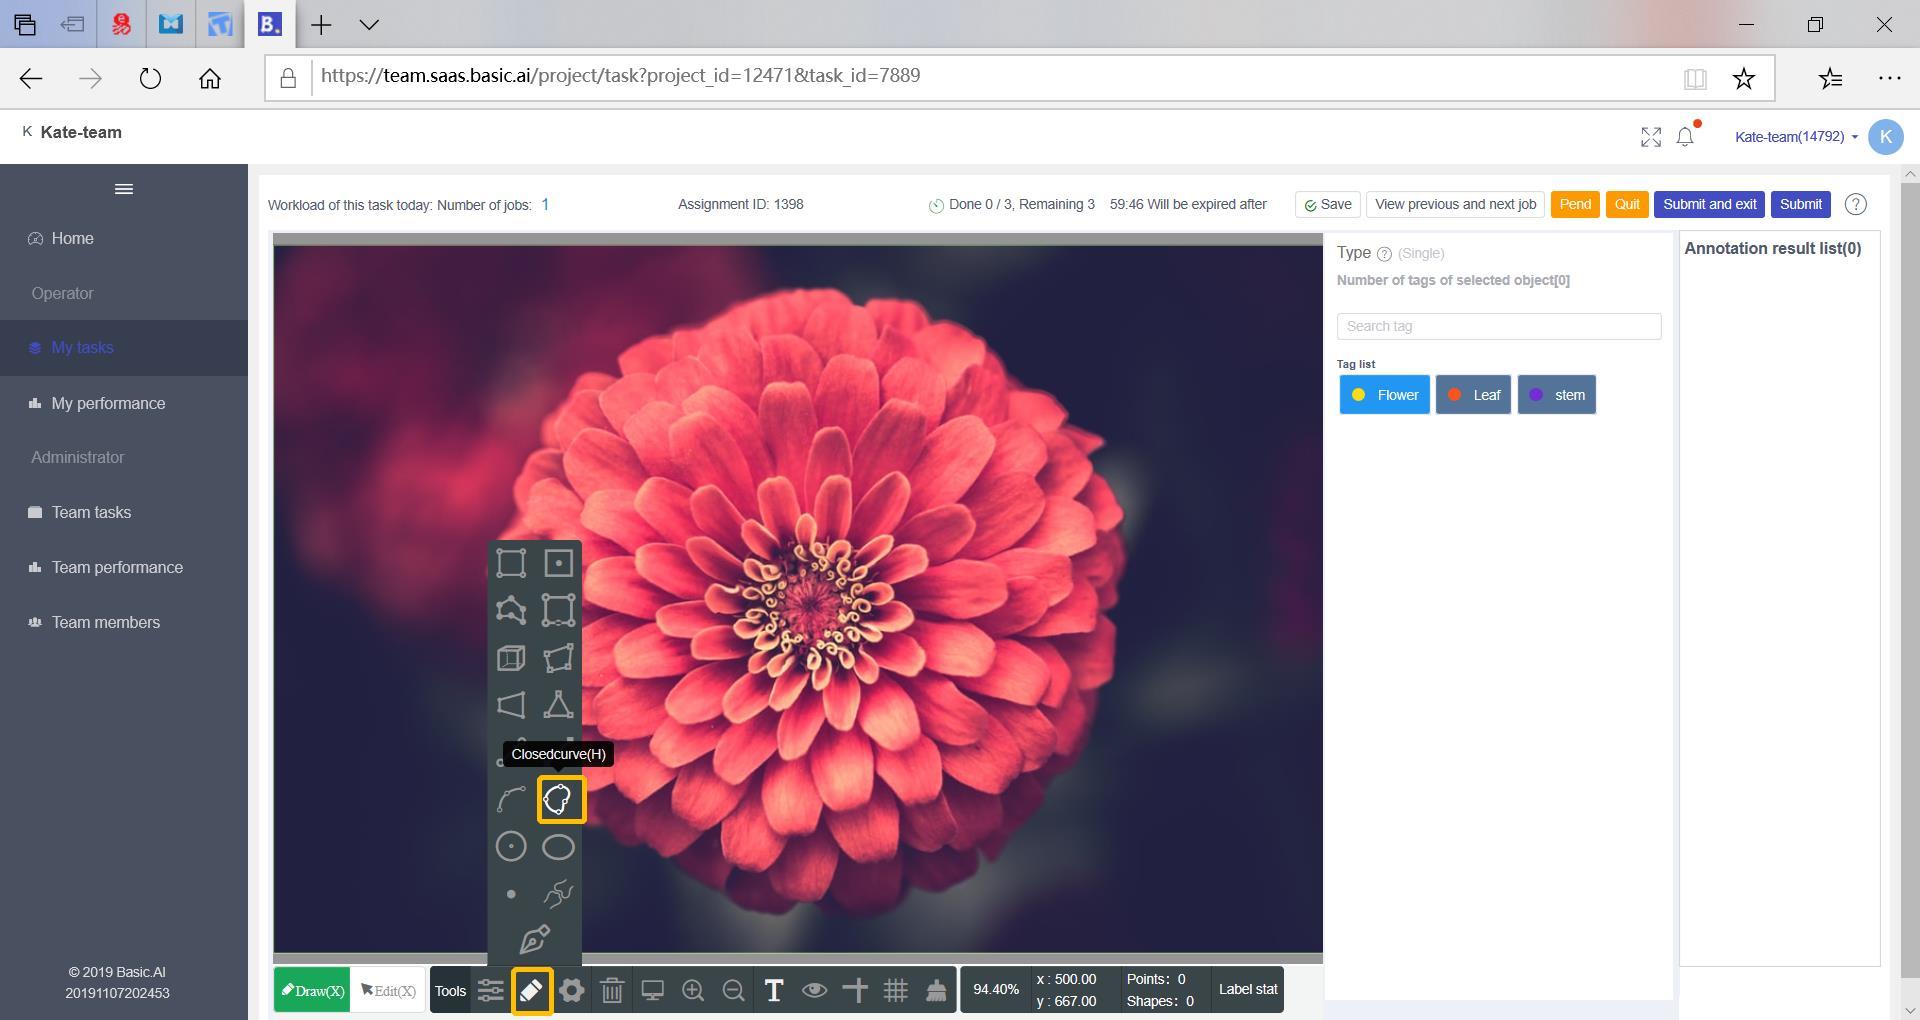 B.
https://team.saas.basic.ai/project/task?project_id=12471&task_id=7889
K Kate-team
Kate-team(14792)
K
Workload of this task today: Number of jobs: 1
Assignment ID: 1398
Done 0 / 3, Remaining 3
59:46 Will be expired after
Save
View previous and next job
Pend
Quit
Submit and exit
Submit
?
Home
Operator
My tasks
My performance
Administrator
Team tasks
Team performance
Team members
© 2019 Basic.AI
20191107202453
Type ? (Single)
Number of tags of selected object[0]
Search tag
Tag list
Flower
Leaf
stem
Annotation result list(0)
Closedcurve(H)
Draw(X)
Edit(X)
Tools
T
94.40%
x : 500.00
y : 667.00
Points: 0
Shapes: 0
Label stat